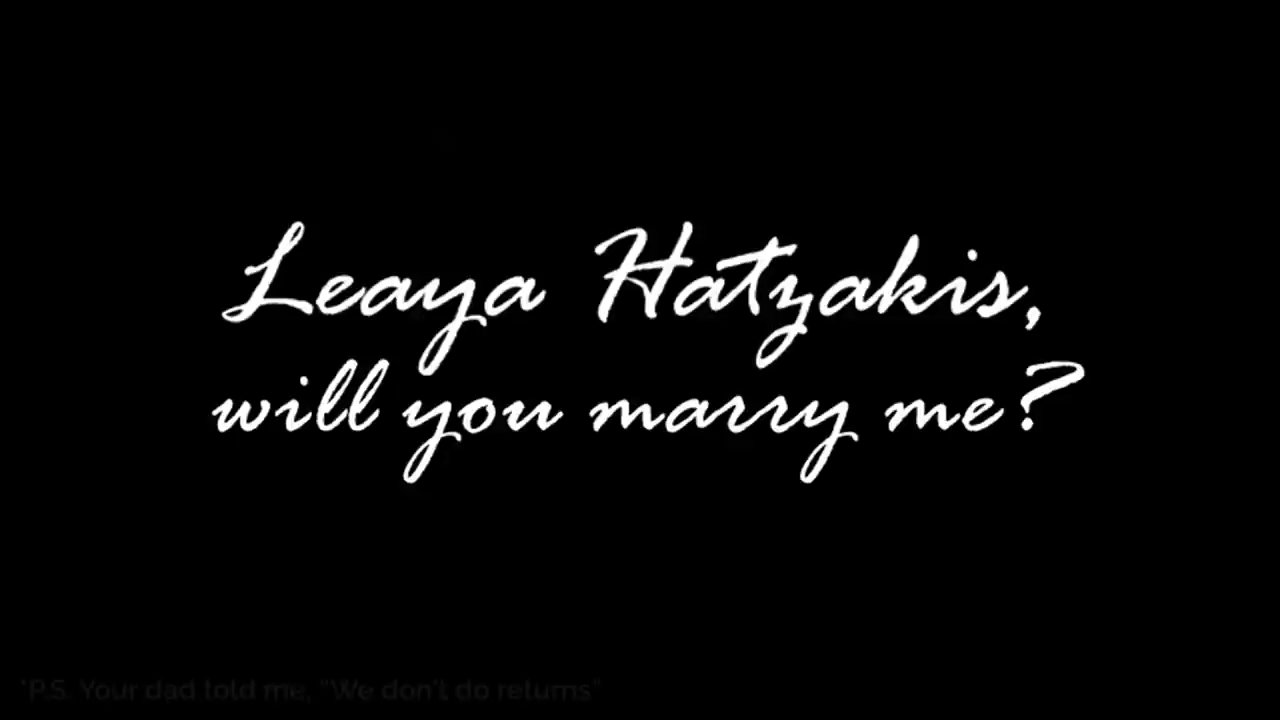 Leaya Hatzakis,
will you marry me?
*P.S. Your dad told me, "We don't do returns"